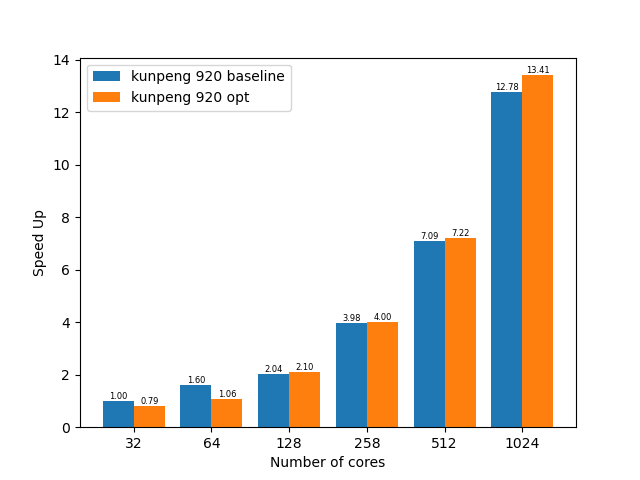 kunpeng 920 baseline
kunpeng 920 opt
14
12
10
8
6
4
2
0
Speed Up
1.00 0.79 1.60 1.06 2.04 2.10 3.98 4.00 7.09 7.22 12.78 13.41
32 64 128 258 512 1024
Number of cores